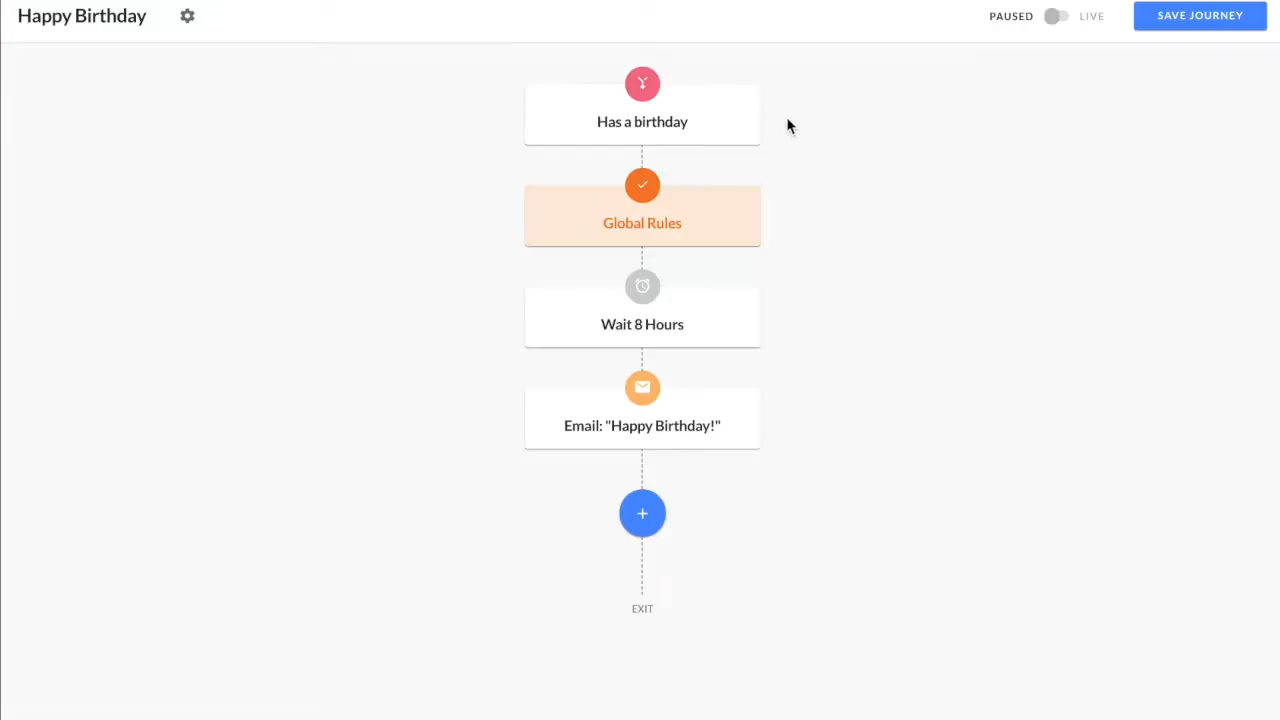 Happy Birthday
PAUSED LIVE SAVE JOURNEY
Has a birthday
Global Rules
Wait 8 Hours
Email: "Happy Birthday!"
+
EXIT